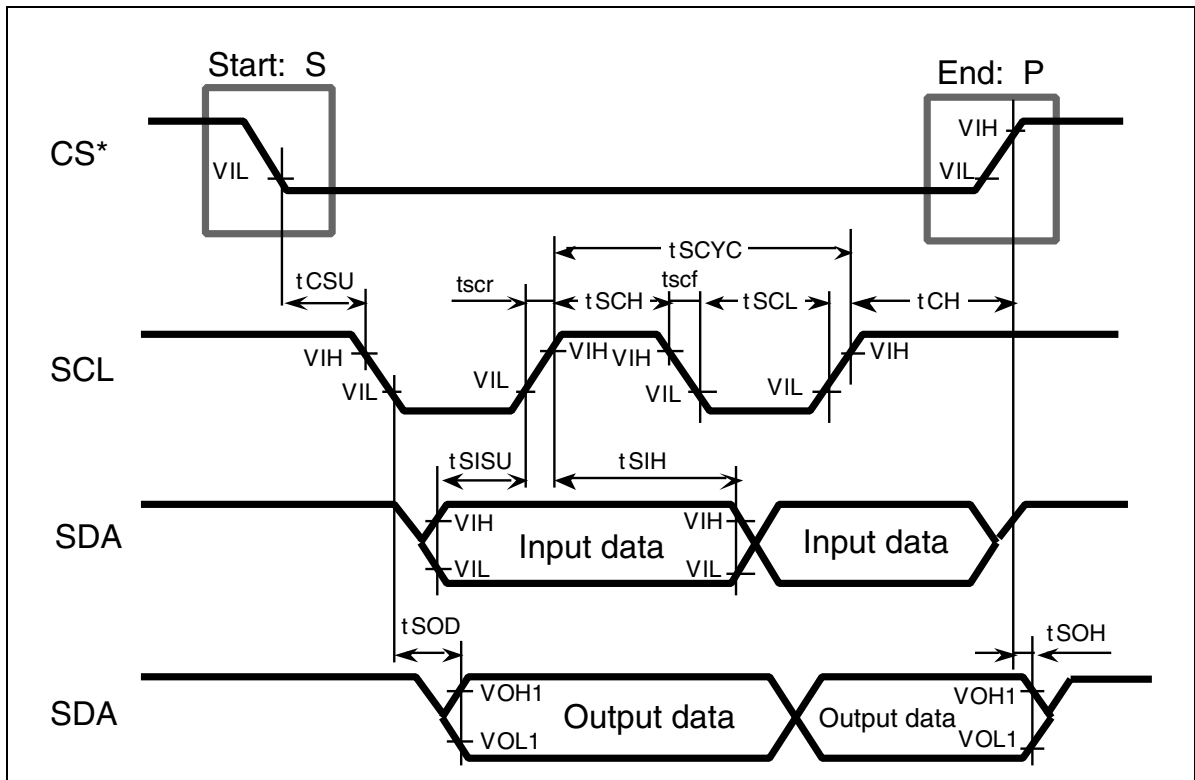 Start: S
End: P
CS*
VIL
VIH
VIL
tSCYC
tCSU
tscr
tSCH
tscf
tSCL
tCH
SCL
VIH
VIL
VIL
VIH
VIH
VIL
VIL
VIH
tSISU
tSIH
SDA
VIH
VIL
Input data
VIH
VIL
Input data
tSOD
tSOH
SDA
VOH1
VOL1
Output data
Output data
VOH1
VOL1